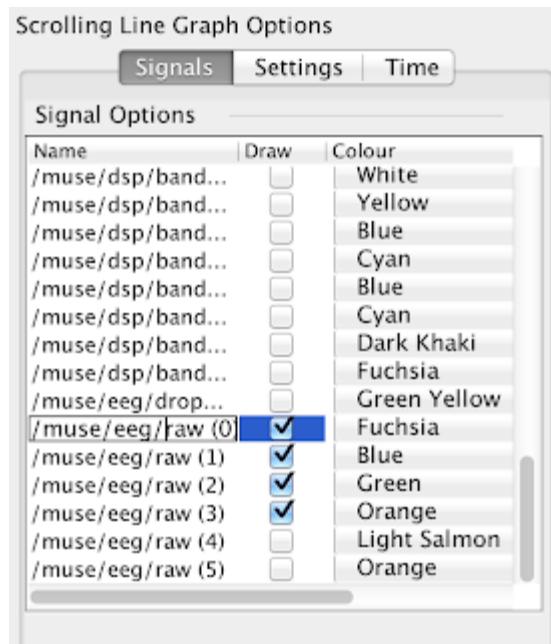 Scrolling Line Graph Options
Signals Settings Time
Signal Options
Name Draw Colour
/muse/dsp/band... White
/muse/dsp/band... Yellow
/muse/dsp/band... Blue
/muse/dsp/band... Cyan
/muse/dsp/band... Blue
/muse/dsp/band... Cyan
/muse/dsp/band... Dark Khaki
/muse/dsp/band... Fuchsia
/muse/eeg/drop... Green Yellow
/muse/eeg/raw (0) Fuchsia
/muse/eeg/raw (1) Blue
/muse/eeg/raw (2) Green
/muse/eeg/raw (3) Orange
/muse/eeg/raw (4) Light Salmon
/muse/eeg/raw (5) Orange